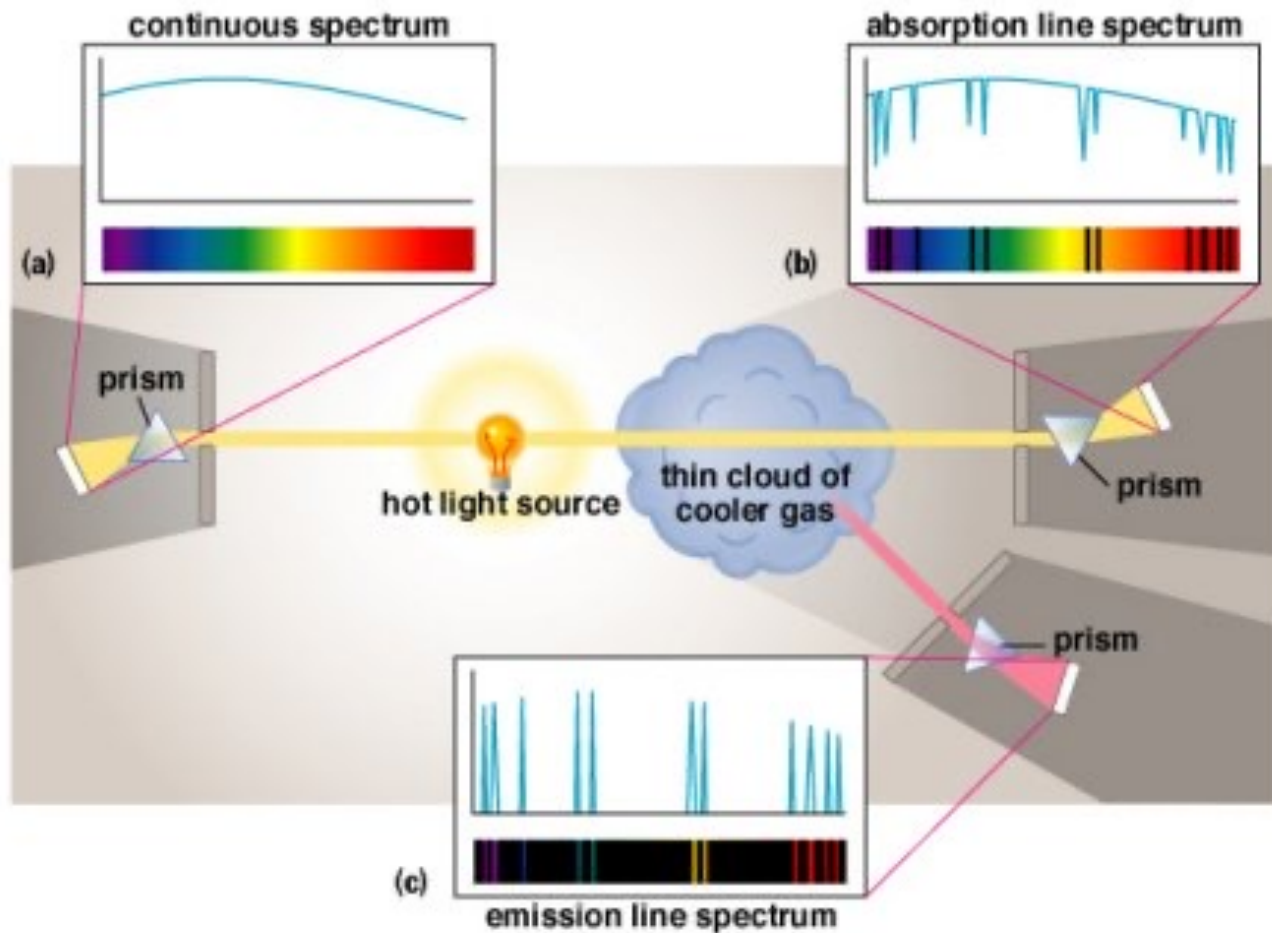 continuous spectrum
absorption line spectrum
(a)
(b)
prism
hot light source
thin cloud of
cooler gas
prism
prism
(c)
emission line spectrum